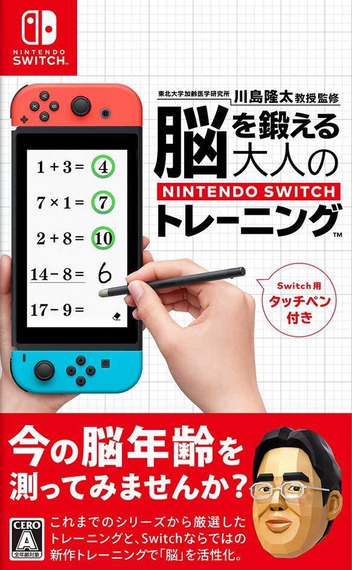 NINTENDO
SWITCH™
東北大学加齢医学研究所 川島隆太教授監修
脳を鍛える
大人の
NINTENDO SWITCH
トレーニング™
1+3= 4
7×1= 7
2+8= 10
14-8= 6
17-9=
Switch用
タッチペン
付き
今の脳年齢を
測ってみませんか?
CERO
A
全年齢対象
これまでのシリーズから厳選した
トレーニングと、Switchならではの
新作トレーニングで「脳」を活性化。